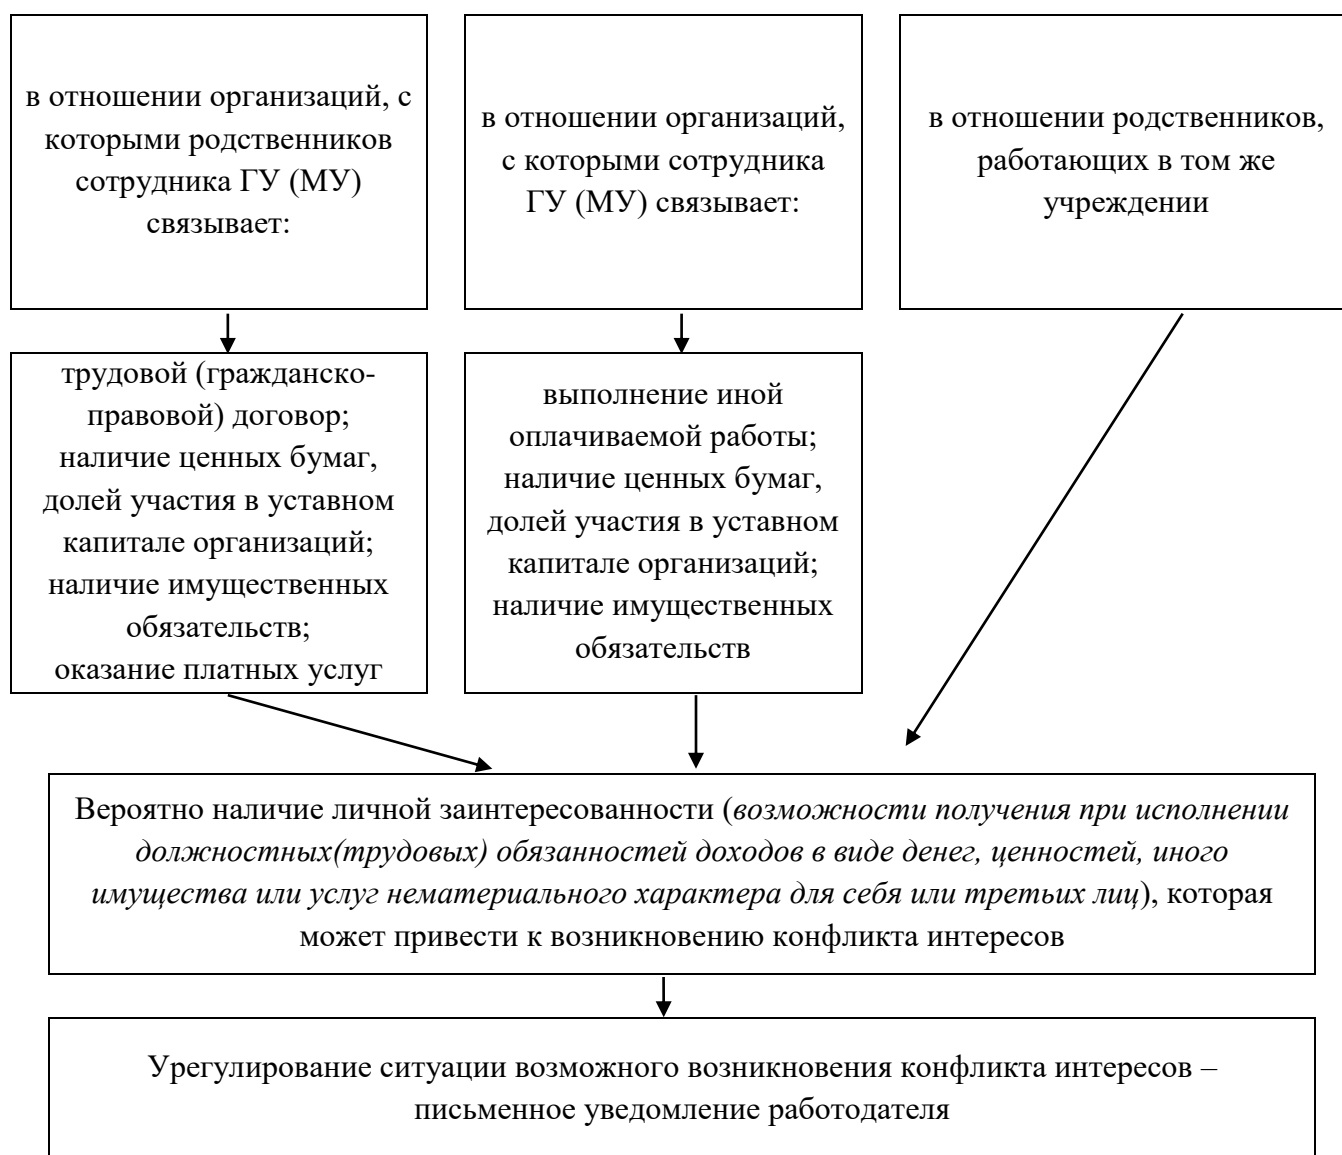 в отношении организаций, с
которыми родственников
сотрудника ГУ (МУ)
связывает:
в отношении организаций,
с которыми сотрудника
ГУ (МУ) связывает:
в отношении родственников,
работающих в том же
учреждении
трудовой (гражданско-
правовой) договор;
наличие ценных бумаг,
долей участия в уставном
капитале организаций;
наличие имущественных
обязательств;
оказание платных услуг
выполнение иной
оплачиваемой работы;
наличие ценных бумаг,
долей участия в уставном
капитале организаций;
наличие имущественных
обязательств
Вероятно наличие личной заинтересованности (возможности получения при исполнении
должностных(трудовых) обязанностей доходов в виде денег, ценностей, иного
имущества или услуг нематериального характера для себя или третьих лиц), которая
может привести к возникновению конфликта интересов
Урегулирование ситуации возможного возникновения конфликта интересов –
письменное уведомление работодателя